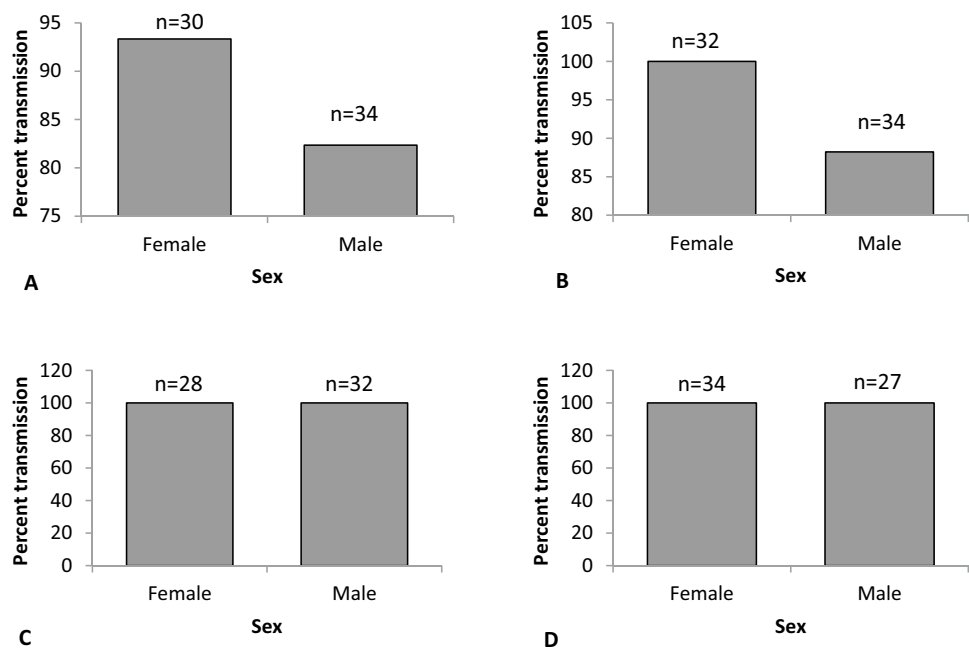 Percent transmission
95
90
85
80
75
n=30
n=34
Female
Male
Sex
A
Percent transmission
105
100
95
90
85
80
n=32
n=34
Female
Male
Sex
B
Percent transmission
120
100
80
60
40
20
0
n=28
n=32
Female
Male
Sex
C
Percent transmission
120
100
80
60
40
20
0
n=34
n=27
Female
Male
Sex
D